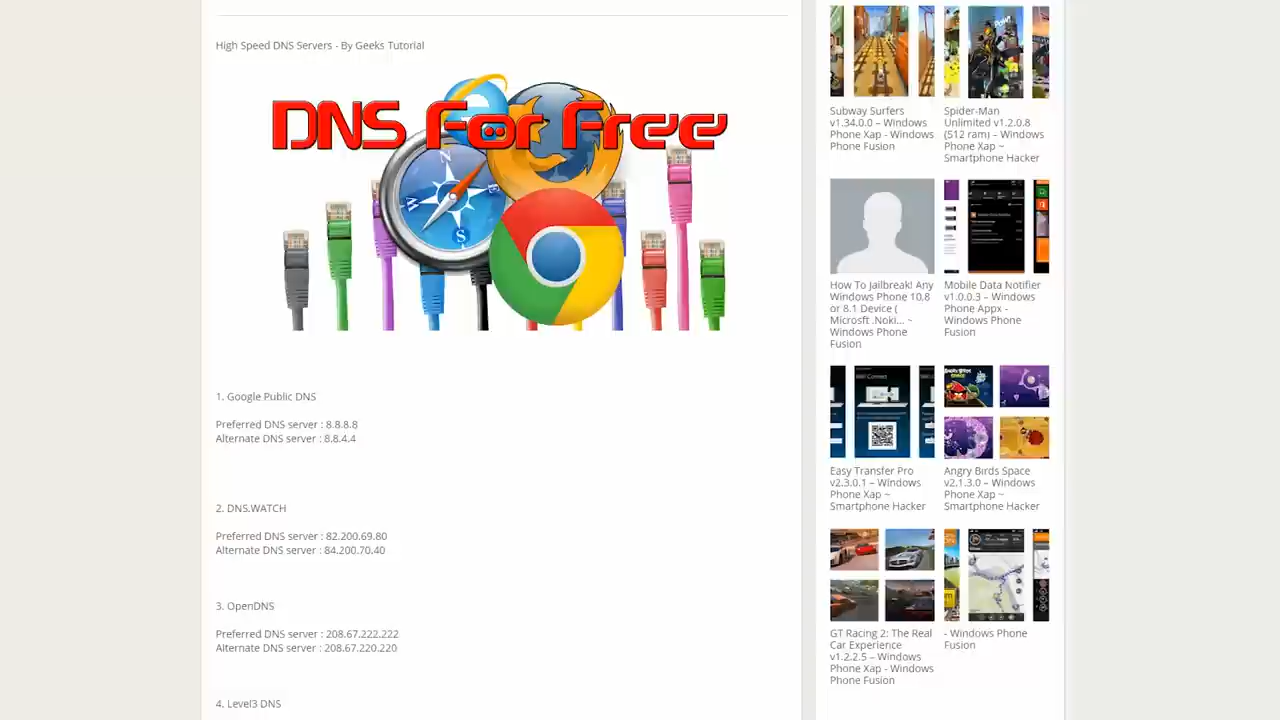 High Speed DNS Servers - By Geeks Tutorial
DNS For Free
1. Google Public DNS
Preferred DNS server : 8.8.8.8
Alternate DNS server : 8.8.4.4
2. DNS.WATCH
Preferred DNS server : 84.200.69.80
Alternate DNS server : 84.200.70.40
3. OpenDNS
Preferred DNS server : 208.67.222.222
Alternate DNS server : 208.67.220.220
4. Level3 DNS
Subway Surfers
v1.34.0.0 – Windows
Phone Xap - Windows
Phone Fusion
Spider-Man
Unlimited v1.2.0.8
(512 ram) – Windows
Phone Xap ~
Smartphone Hacker
How To Jailbreak! Any
Windows Phone 10,8
or 8.1 Device (
Microsft .Noki... ~
Windows Phone
Fusion
Mobile Data Notifier
v1.0.0.3 – Windows
Phone Appx -
Windows Phone
Fusion
Easy Transfer Pro
v2.3.0.1 – Windows
Phone Xap ~
Smartphone Hacker
Angry Birds Space
v2.1.3.0 – Windows
Phone Xap ~
Smartphone Hacker
GT Racing 2: The Real
Car Experience
v1.2.2.5 – Windows
Phone Xap - Windows
Phone Fusion
- Windows Phone
Fusion